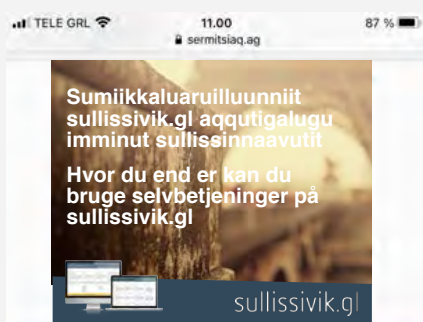 TELE GRL
11.00
87 %
sermitsiaq.ag
Sumiikkaluaruilluunniit
sullissivik.gl aqqutigalugu
imminut sullissinnaavutit
Hvor du end er kan du
bruge selvbetjeninger på
sullissivik.gl
sullissivik.gl